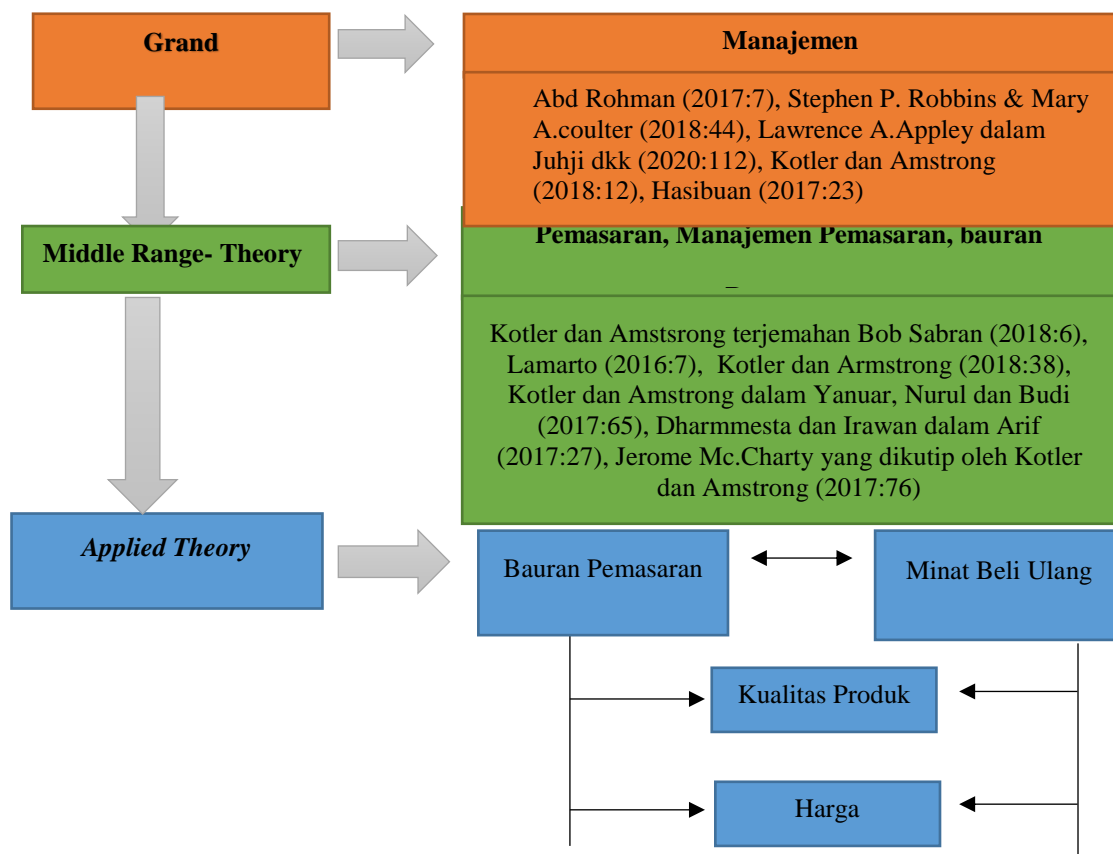 Grand
Manajemen
Abd Rohman (2017:7), Stephen P. Robbins & Mary
A.coulter (2018:44), Lawrence A.Appley dalam
Juhji dkk (2020:112), Kotler dan Amstrong
(2018:12), Hasibuan (2017:23)
Middle Range- Theory
Pemasaran, Manajemen Pemasaran, bauran
Kotler dan Amstsrong terjemahan Bob Sabran (2018:6),
Lamarto (2016:7), Kotler dan Armstrong (2018:38),
Kotler dan Amstrong dalam Yanuar, Nurul dan Budi
(2017:65), Dharmmesta dan Irawan dalam Arif
(2017:27), Jerome Mc.Charty yang dikutip oleh Kotler
dan Amstrong (2017:76)
Applied Theory
Bauran Pemasaran
Minat Beli Ulang
Kualitas Produk
Harga